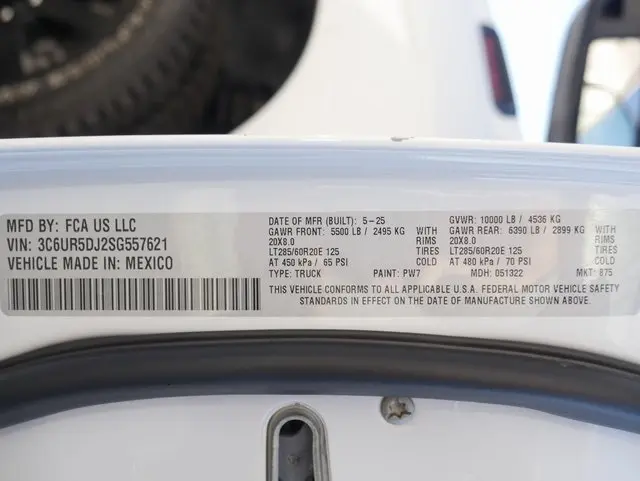 MFD BY: FCA US LLC
VIN: 3C6UR5DJ2SG557621
VEHICLE MADE IN: MEXICO
DATE OF MFR (BUILT): 5-25
GAWR FRONT: 5500 LB / 2495 KG WITH
20X8.0 RIMS
LT285/60R20E 125
AT 450 kPa / 65 PSI COLD
TYPE: TRUCK PAINT: PW7
GVWR: 10000 LB / 4536 KG
GAWR REAR: 6390 LB / 2899 KG WITH
20X8.0 RIMS
LT285/60R20E 125
AT 480 kPa / 70 PSI COLD
MDH: 051322 MKT: 875
THIS VEHICLE CONFORMS TO ALL APPLICABLE U.S.A. FEDERAL MOTOR VEHICLE SAFETY
STANDARDS IN EFFECT ON THE DATE OF MANUFACTURE SHOWN ABOVE.